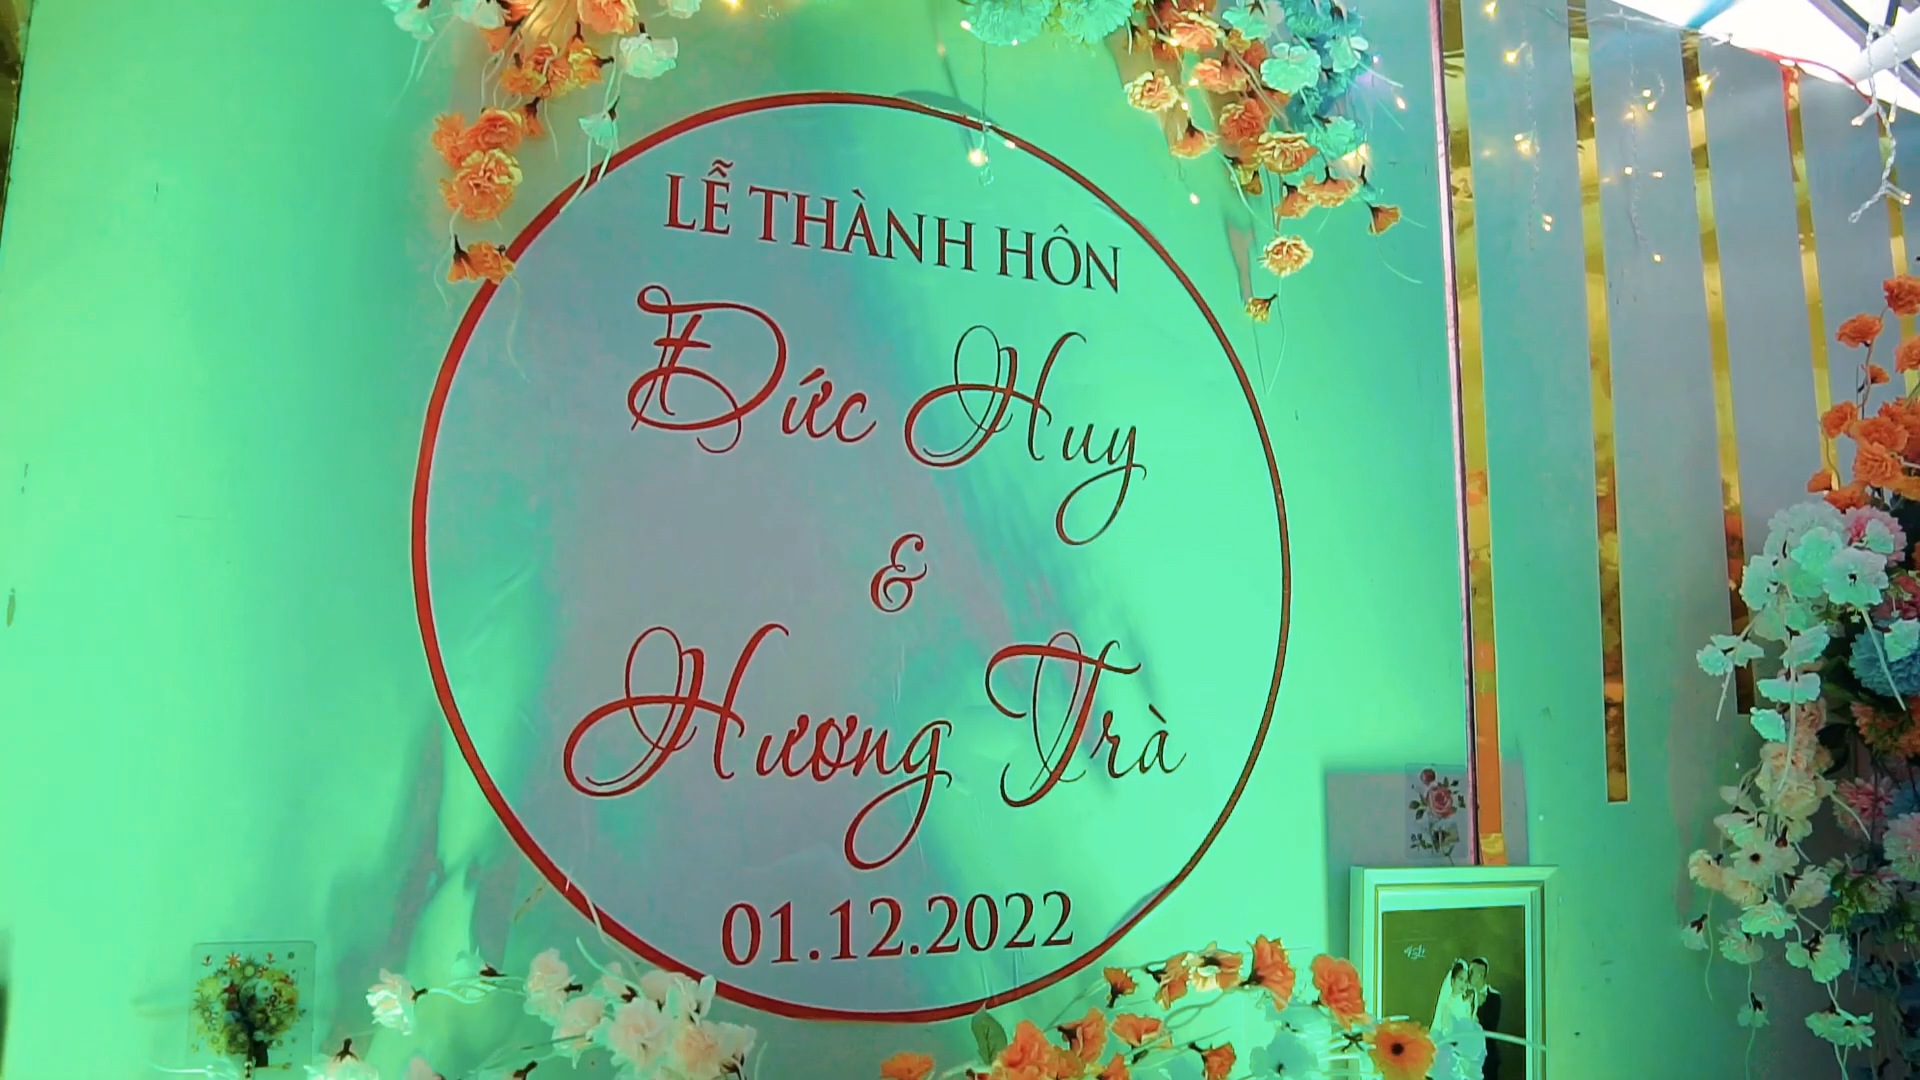 LỄ THÀNH HÔN
Đức Huy
&
Hương Trà
01.12.2022